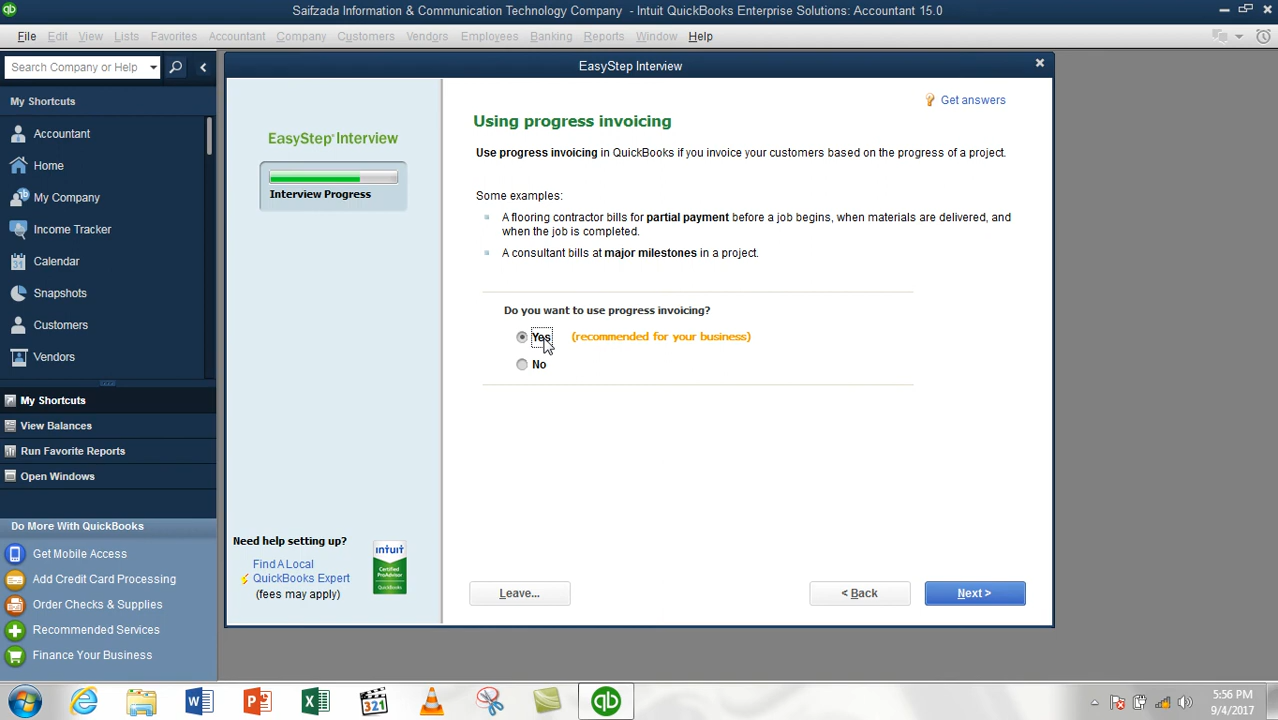 Saifzada Information & Communication Technology Company - Intuit QuickBooks Enterprise Solutions: Accountant 15.0
File Edit View Lists Favorites Accountant Company Customers Vendors Employees Banking Reports Window Help
Search Company or Help
My Shortcuts
Accountant
Home
My Company
Income Tracker
Calendar
Snapshots
Customers
Vendors
My Shortcuts
View Balances
Run Favorite Reports
Open Windows
Do More With QuickBooks
Get Mobile Access
Add Credit Card Processing
Order Checks & Supplies
Recommended Services
Finance Your Business
EasyStep Interview
EasyStep Interview
Interview Progress
Need help setting up?
Find A Local
QuickBooks Expert
(fees may apply)
intuit
Certified
ProAdvisor
QuickBooks
Get answers
Using progress invoicing
Use progress invoicing in QuickBooks if you invoice your customers based on the progress of a project.
Some examples:
A flooring contractor bills for partial payment before a job begins, when materials are delivered, and
when the job is completed.
A consultant bills at major milestones in a project.
Do you want to use progress invoicing?
Yes (recommended for your business)
No
Leave... < Back Next >
321
qb
5:56 PM
9/4/2017